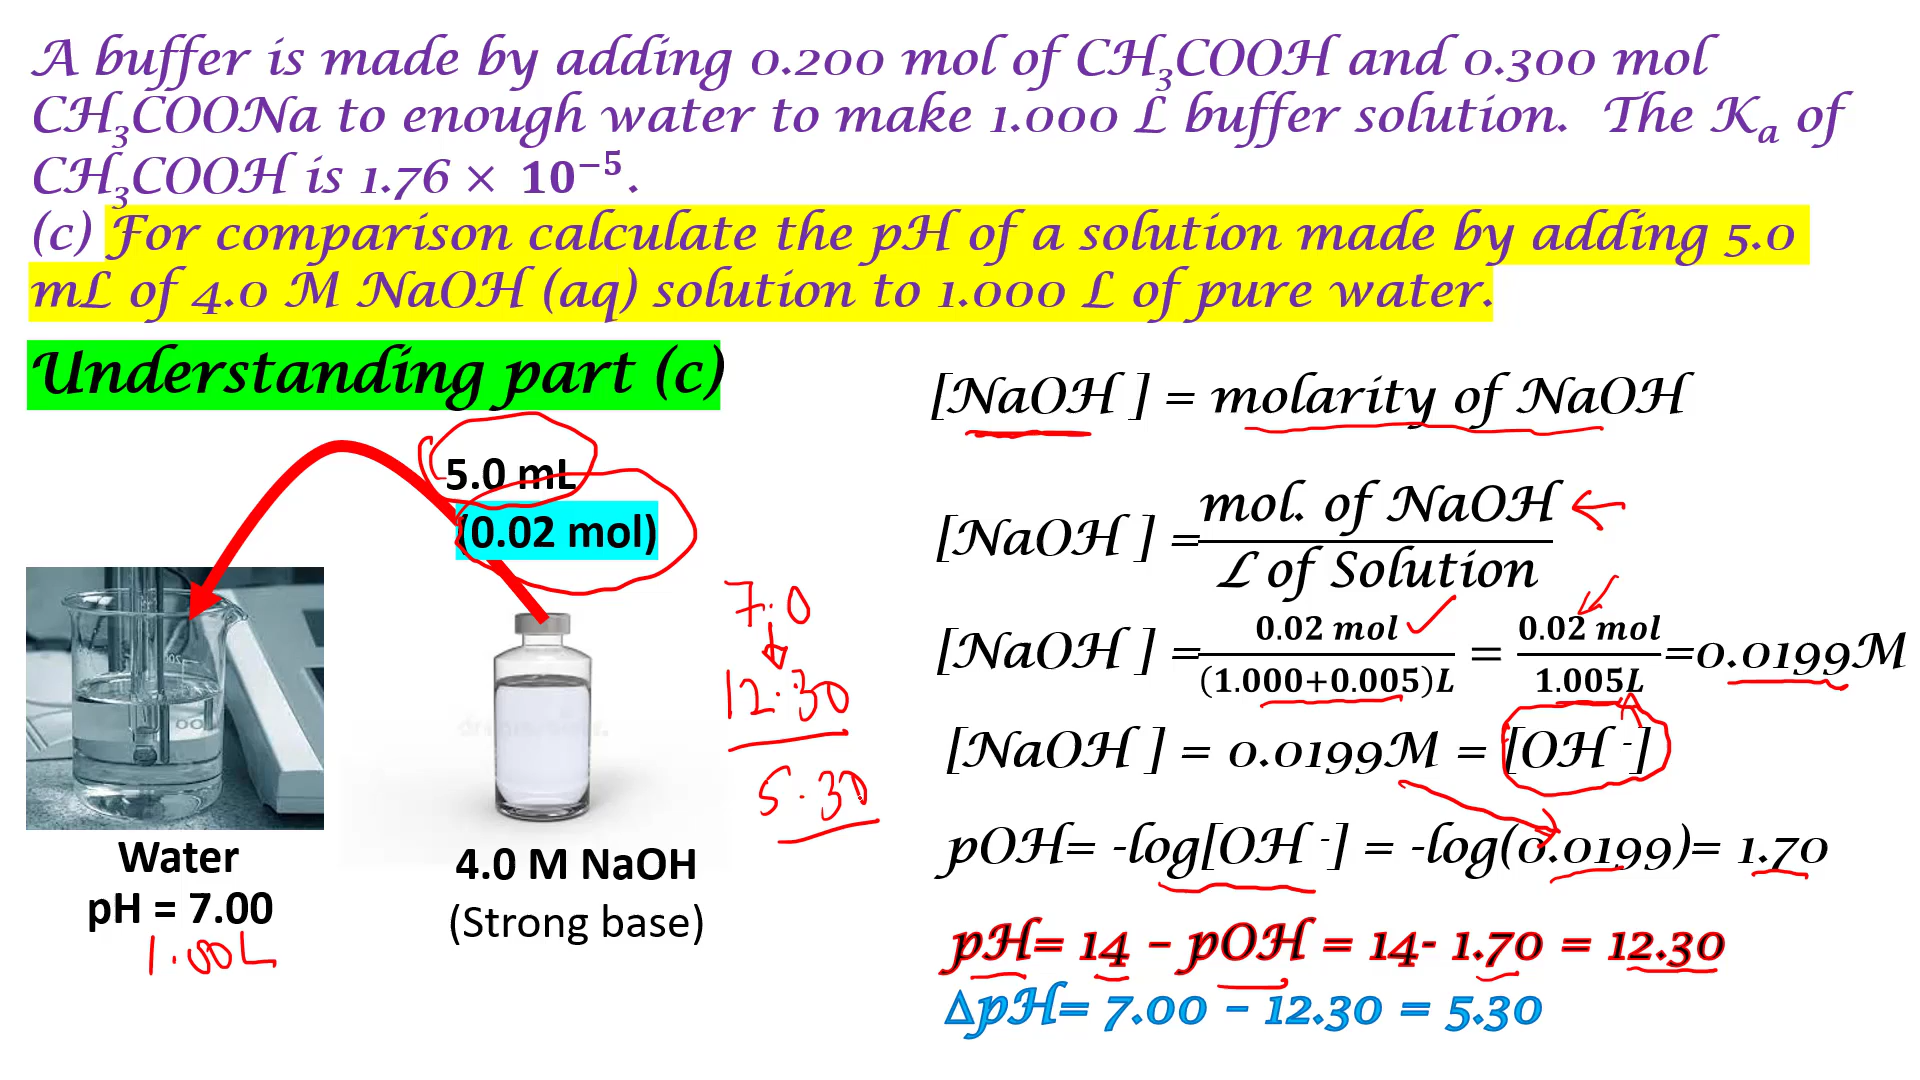 A buffer is made by adding 0.200 mol of CH₃COOH and 0.300 mol
CH₃COONa to enough water to make 1.000 L buffer solution. The Kₐ of
CH₃COOH is 1.76 × 10⁻⁵.
(c) For comparison calculate the pH of a solution made by adding 5.0
mL of 4.0 M NaOH (aq) solution to 1.000 L of pure water.
Understanding part (c)
5.0 mL
(0.02 mol)
Water
pH = 7.00
1.00L
4.0 M NaOH
(Strong base)
7.0
12.30
5.30
[NaOH ] = molarity of NaOH
[NaOH ] = mol. of NaOH / L of Solution
[NaOH ] = 0.02 mol / (1.000+0.005)L = 0.02 mol / 1.005L =0.0199M
[NaOH ] = 0.0199M = [OH ⁻]
pOH= -log[OH ⁻] = -log(0.0199)= 1.70
pH= 14 – pOH = 14- 1.70 = 12.30
ΔpH= 7.00 – 12.30 = 5.30